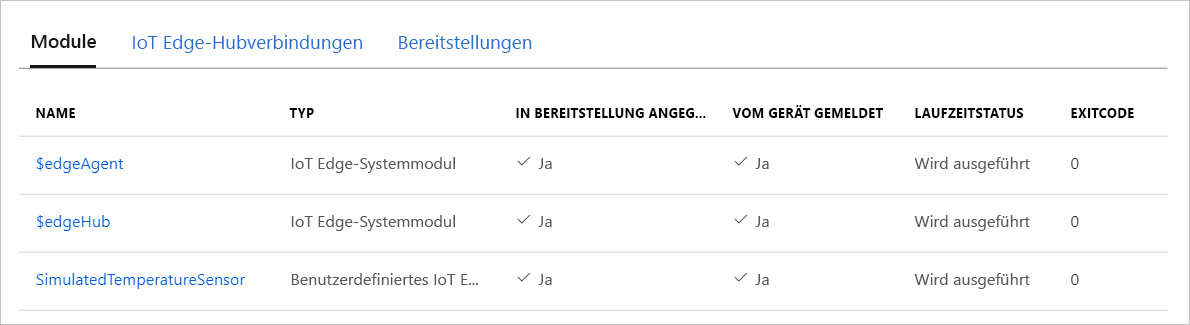 Module IoT Edge-Hubverbindungen Bereitstellungen
NAME TYP IN BEREITSTELLUNG ANGEG... VOM GERÄT GEMELDET LAUFZEITSTATUS EXITCODE
$edgeAgent IoT Edge-Systemmodul Ja Ja Wird ausgeführt 0
$edgeHub IoT Edge-Systemmodul Ja Ja Wird ausgeführt 0
SimulatedTemperatureSensor Benutzerdefiniertes IoT E... Ja Ja Wird ausgeführt 0